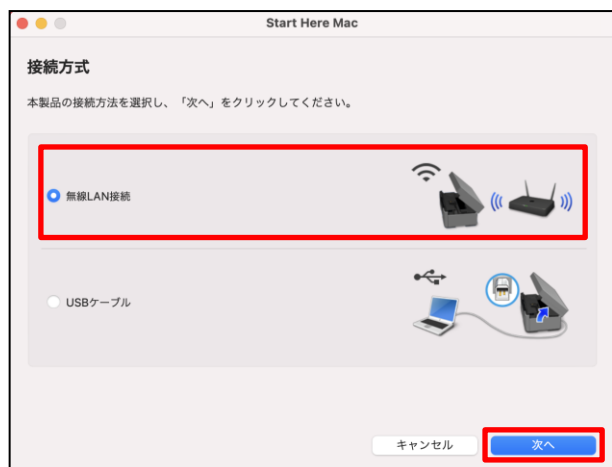 Start Here Mac
接続方式
本製品の接続方法を選択し、「次へ」をクリックしてください。
無線LAN接続
USBケーブル
キャンセル
次へ